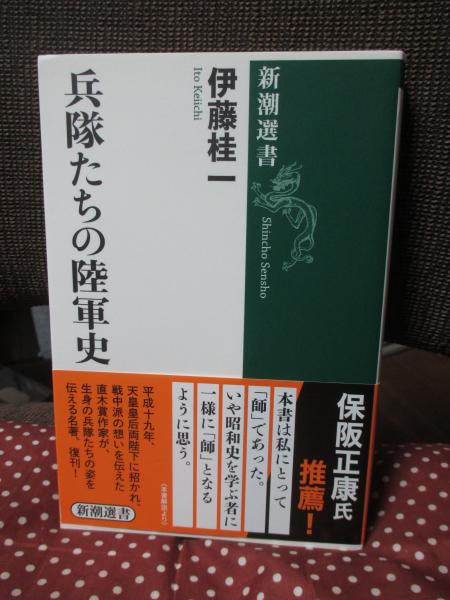 新潮選書
Shincho Sensho
伊藤桂一
Ito Keiichi
兵隊たちの陸軍史
保阪正康氏
推薦!
本書は私にとって
「師」であった。
いや昭和史を学ぶ者に
一様に「師」となる
ように思う。
(本書解説より)
平成十九年、
天皇皇后両陛下に招かれ、
戦中派の想いを伝えた
直木賞作家が、
生身の兵隊たちの姿を
伝える名著、復刊!
新潮選書